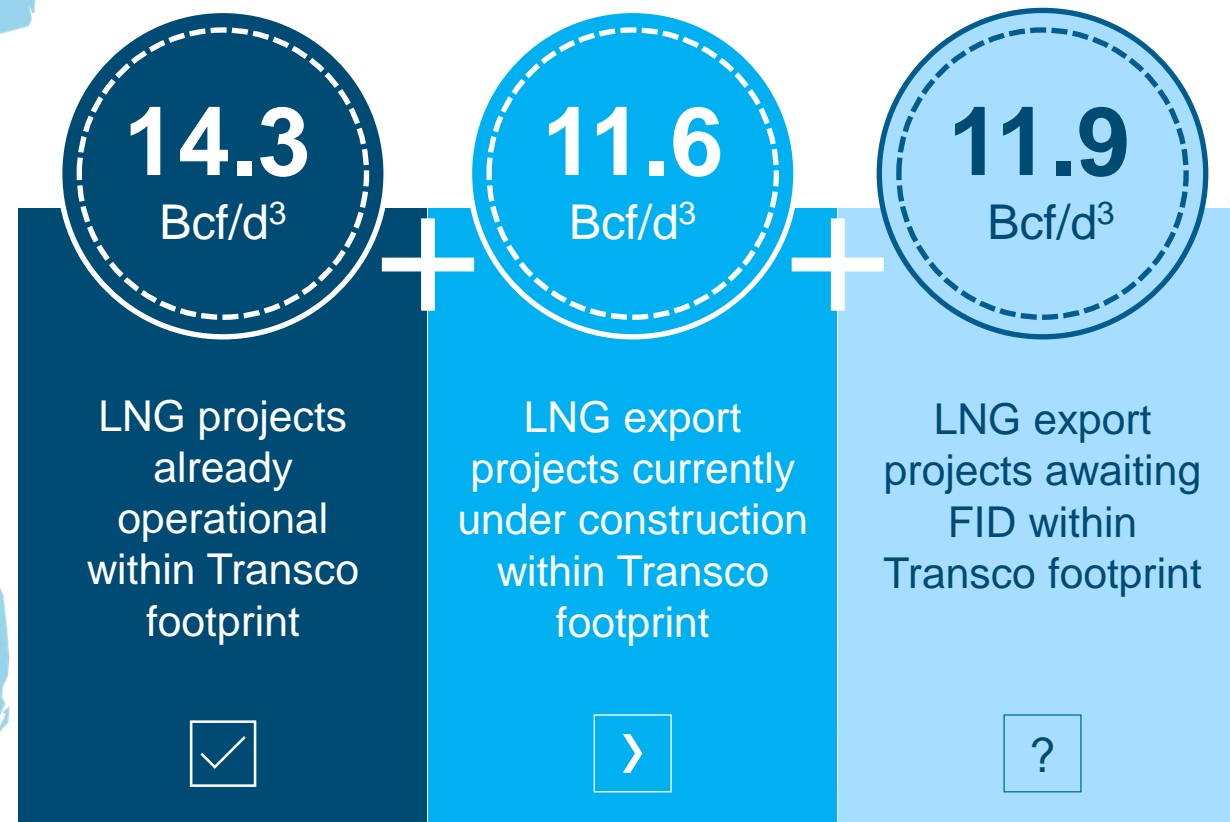 14.3
Bcf/d³
LNG projects
already
operational
within Transco
footprint
+
11.6
Bcf/d³
LNG export
projects currently
under construction
within Transco
footprint
+
11.9
Bcf/d³
LNG export
projects awaiting
FID within
Transco footprint
?